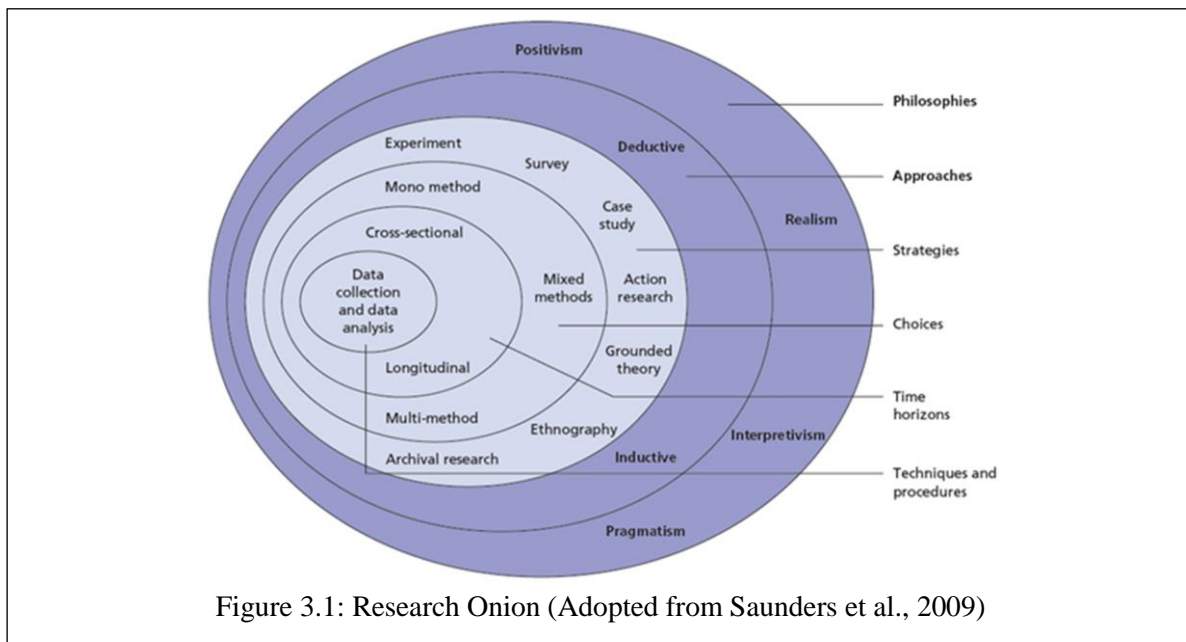 Positivism
Philosophies
Deductive
Approaches
Realism
Experiment
Survey
Case
study
Strategies
Mono method
Cross-sectional
Data
collection
and data
analysis
Mixed
methods
Action
research
Choices
Grounded
theory
Longitudinal
Time
horizons
Multi-method
Ethnography
Interpretivism
Archival research
Inductive
Techniques and
procedures
Pragmatism
Figure 3.1: Research Onion (Adopted from Saunders et al., 2009)